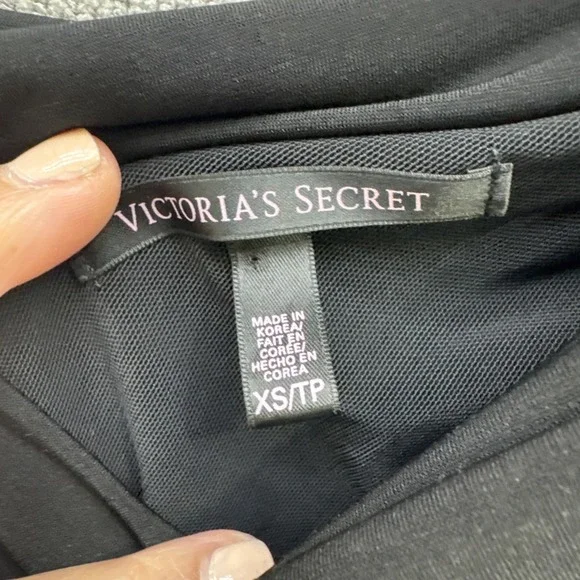 VICTORIA'S SECRET
MADE IN
KOREA/
FAIT EN
CORÉE/
HECHO EN
COREA
XS/TP